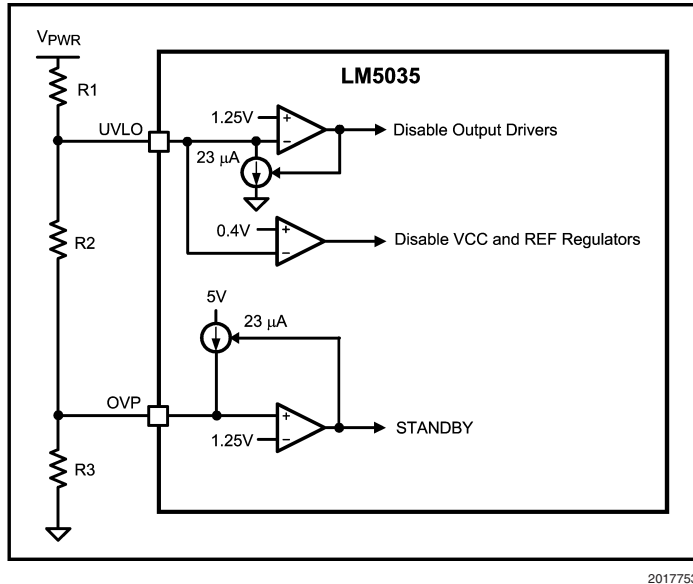 VPWR
R1
LM5035
1.25V
+
−
UVLO
Disable Output Drivers
23 μA
0.4V
+
−
Disable VCC and REF Regulators
R2
5V
23 μA
OVP
+
−
1.25V
STANDBY
R3
2017753